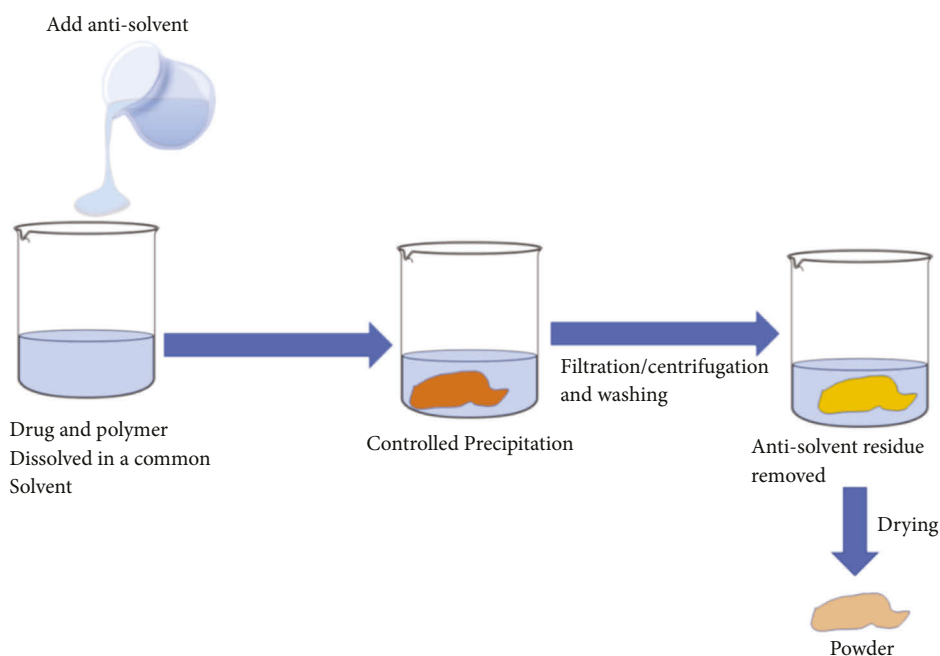 Add anti-solvent
Drug and polymer
Dissolved in a common
Solvent
Controlled Precipitation
Filtration/centrifugation
and washing
Anti-solvent residue
removed
Drying
Powder